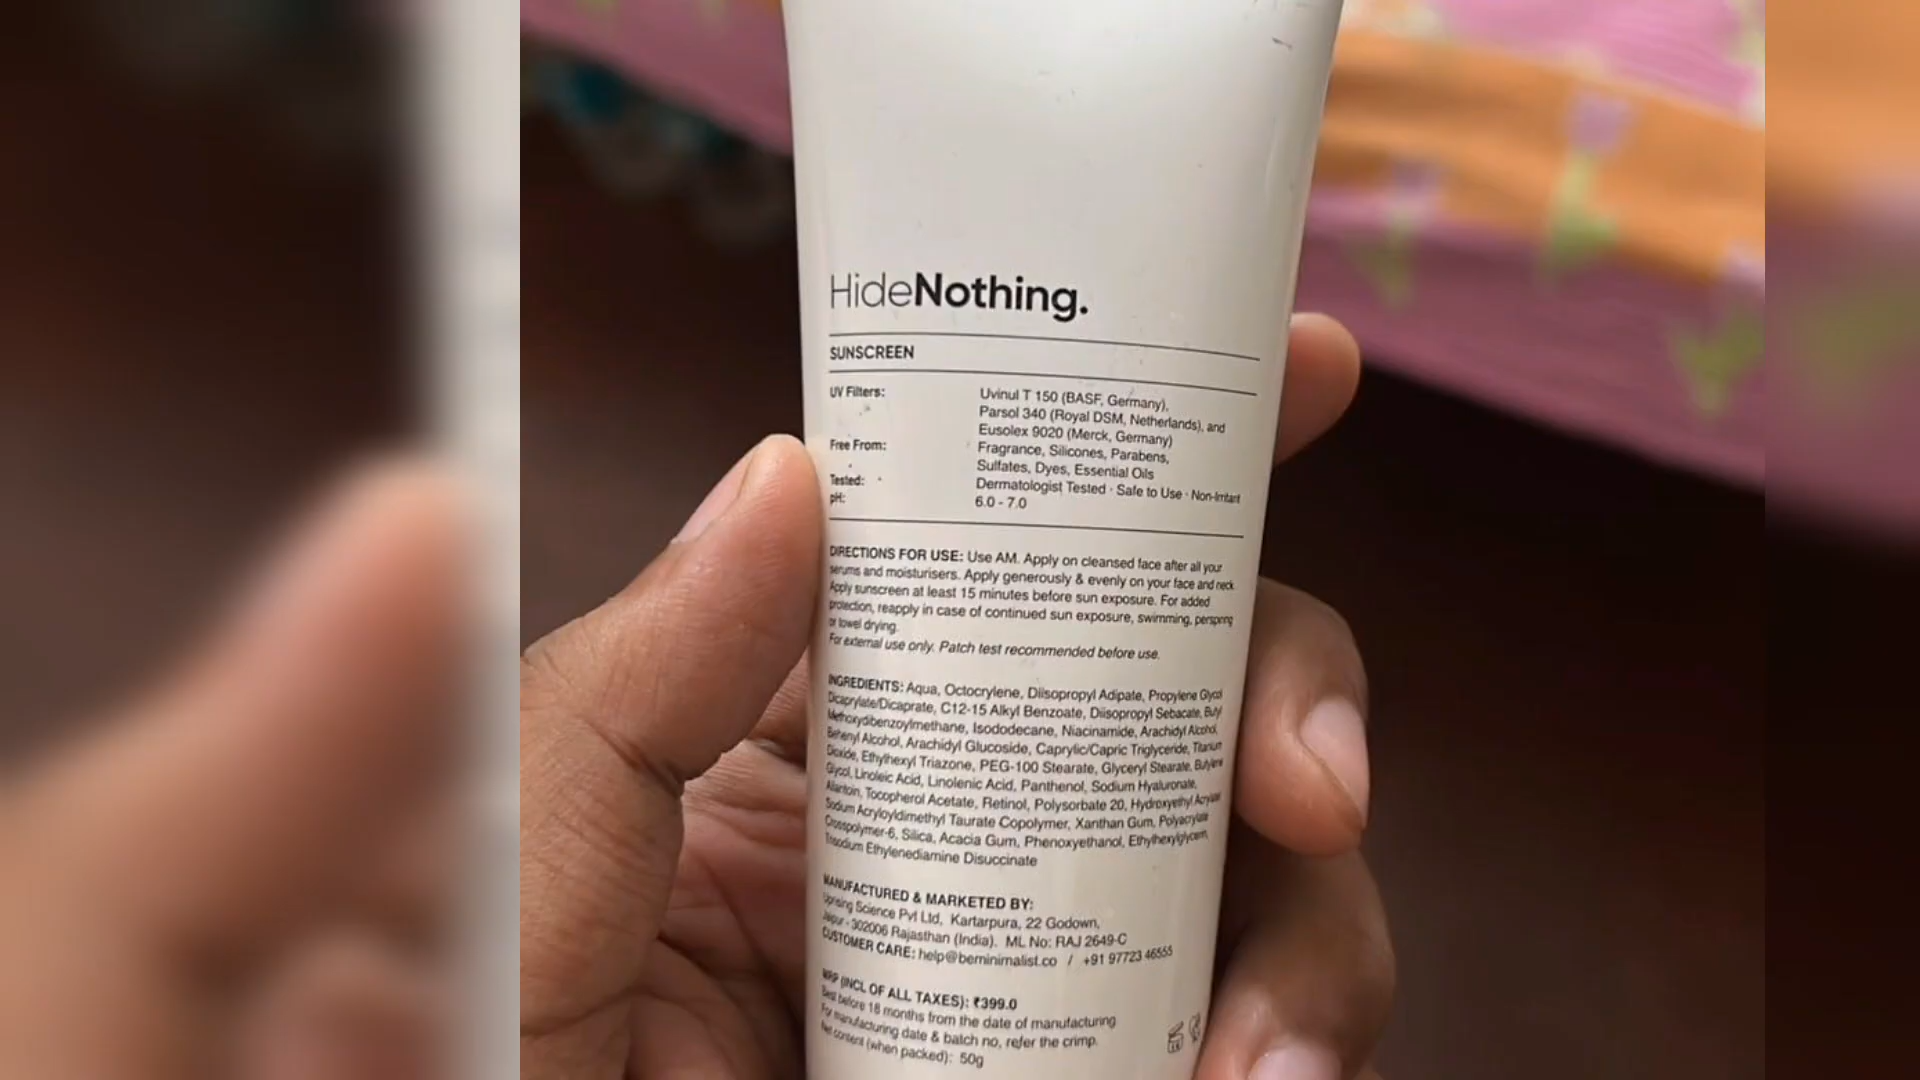 HideNothing.
SUNSCREEN
UV Filters: Uvinul T 150 (BASF, Germany),
Parsol 340 (Royal DSM, Netherlands), and
Eusolex 9020 (Merck, Germany)
Free From: Fragrance, Silicones, Parabens,
Sulfates, Dyes, Essential Oils
Tested: Dermatologist Tested · Safe to Use · Non-Irritant
pH: 6.0 - 7.0
DIRECTIONS FOR USE: Use AM. Apply on cleansed face after all your
serums and moisturisers. Apply generously & evenly on your face and neck
Apply sunscreen at least 15 minutes before sun exposure. For added
protection, reapply in case of continued sun exposure, swimming, perspiring
or towel drying.
For external use only. Patch test recommended before use.
INGREDIENTS: Aqua, Octocrylene, Diisopropyl Adipate, Propylene Glycol
Dicaprylate/Dicaprate, C12-15 Alkyl Benzoate, Diisopropyl Sebacate, Butyl
Methoxydibenzoylmethane, Isododecane, Niacinamide, Arachidyl Alcohol,
Behenyl Alcohol, Arachidyl Glucoside, Caprylic/Capric Triglyceride, Titanium
Dioxide, Ethylhexyl Triazone, PEG-100 Stearate, Glyceryl Stearate, Butylene
Glycol, Linoleic Acid, Linolenic Acid, Panthenol, Sodium Hyaluronate,
Allantoin, Tocopherol Acetate, Retinol, Polysorbate 20, Hydroxyethyl Acrylate/
Sodium Acryloyldimethyl Taurate Copolymer, Xanthan Gum, Polyacrylate
Crosspolymer-6, Silica, Acacia Gum, Phenoxyethanol, Ethylhexylglycerin,
Trisodium Ethylenediamine Disuccinate
MANUFACTURED & MARKETED BY:
Uprising Science Pvt Ltd, Kartarpura, 22 Godown,
Jaipur - 302006 Rajasthan (India). ML No: RAJ 2649-C
CUSTOMER CARE: help@beminimalist.co / +91 97723 46555
MRP (INCL OF ALL TAXES): ₹399.0
Best before 18 months from the date of manufacturing
For manufacturing date & batch no, refer the crimp.
Net content (when packed): 50g